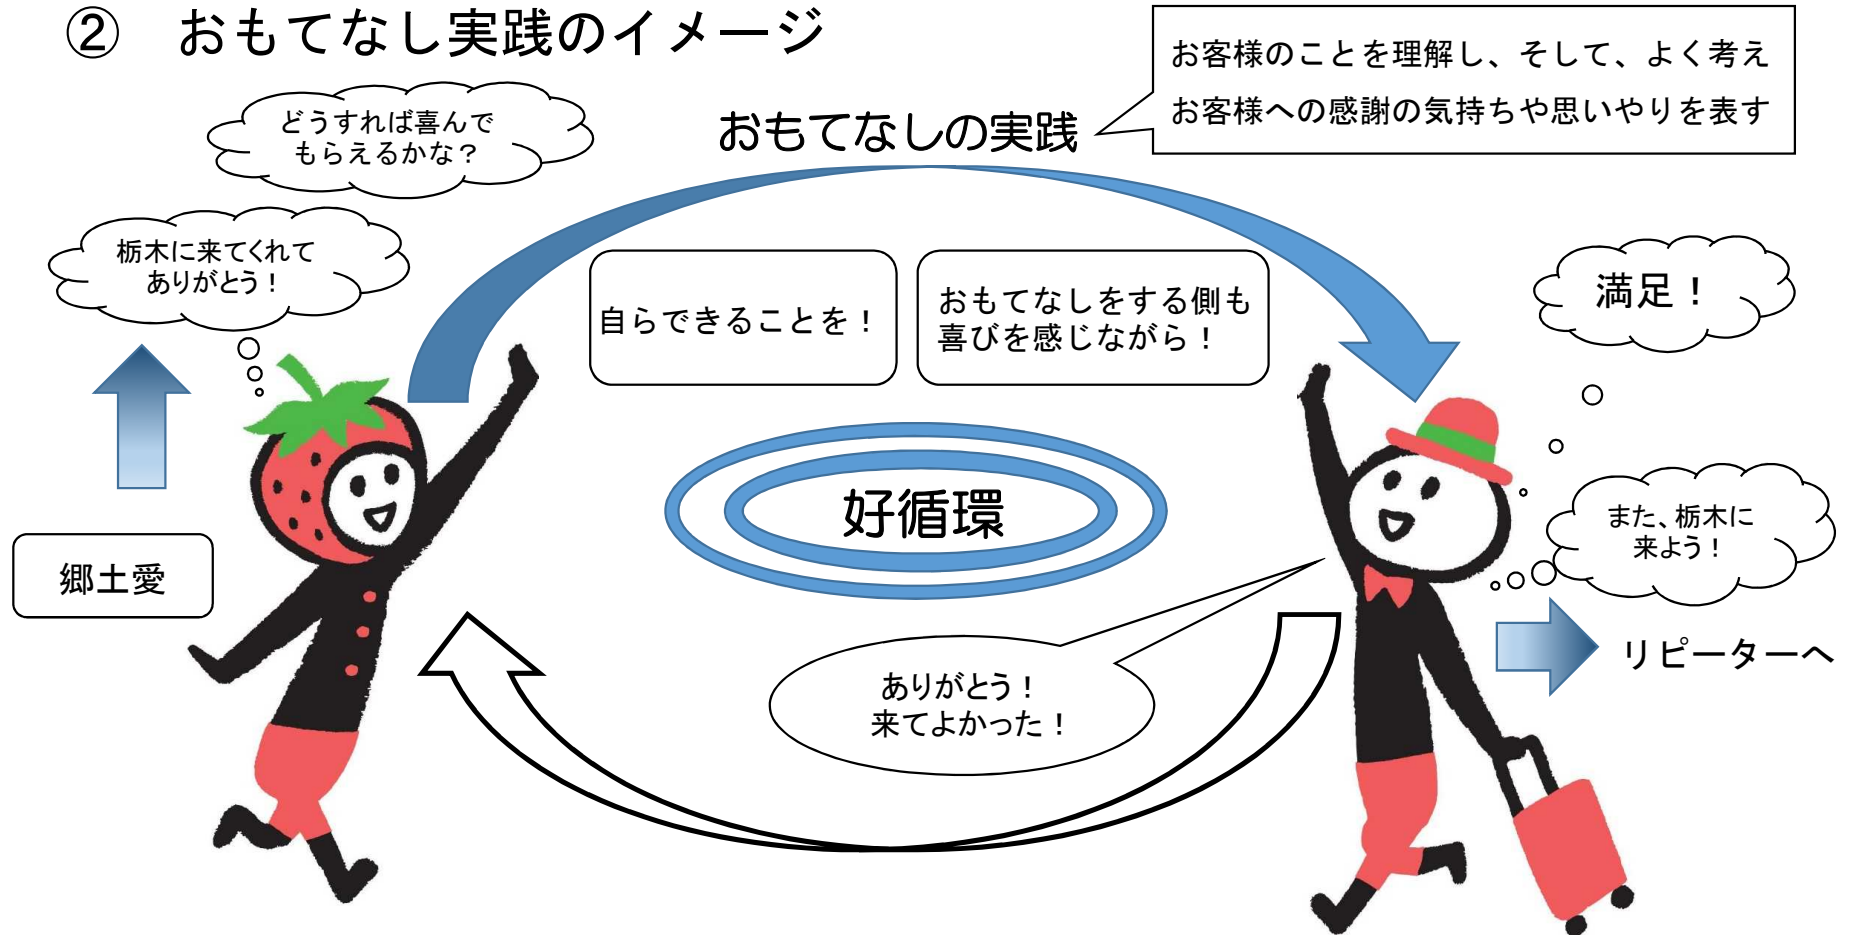 ② おもてなし実践のイメージ
お客様のことを理解し、そして、よく考え
お客様への感謝の気持ちや思いやりを表す
おもてなしの実践
どうすれば喜んで
もらえるかな？
栃木に来てくれて
ありがとう！
自らできることを！
おもてなしをする側も
喜びを感じながら！
満足！
好循環
郷土愛
また、栃木に
来よう！
リピーターへ
ありがとう！
来てよかった！